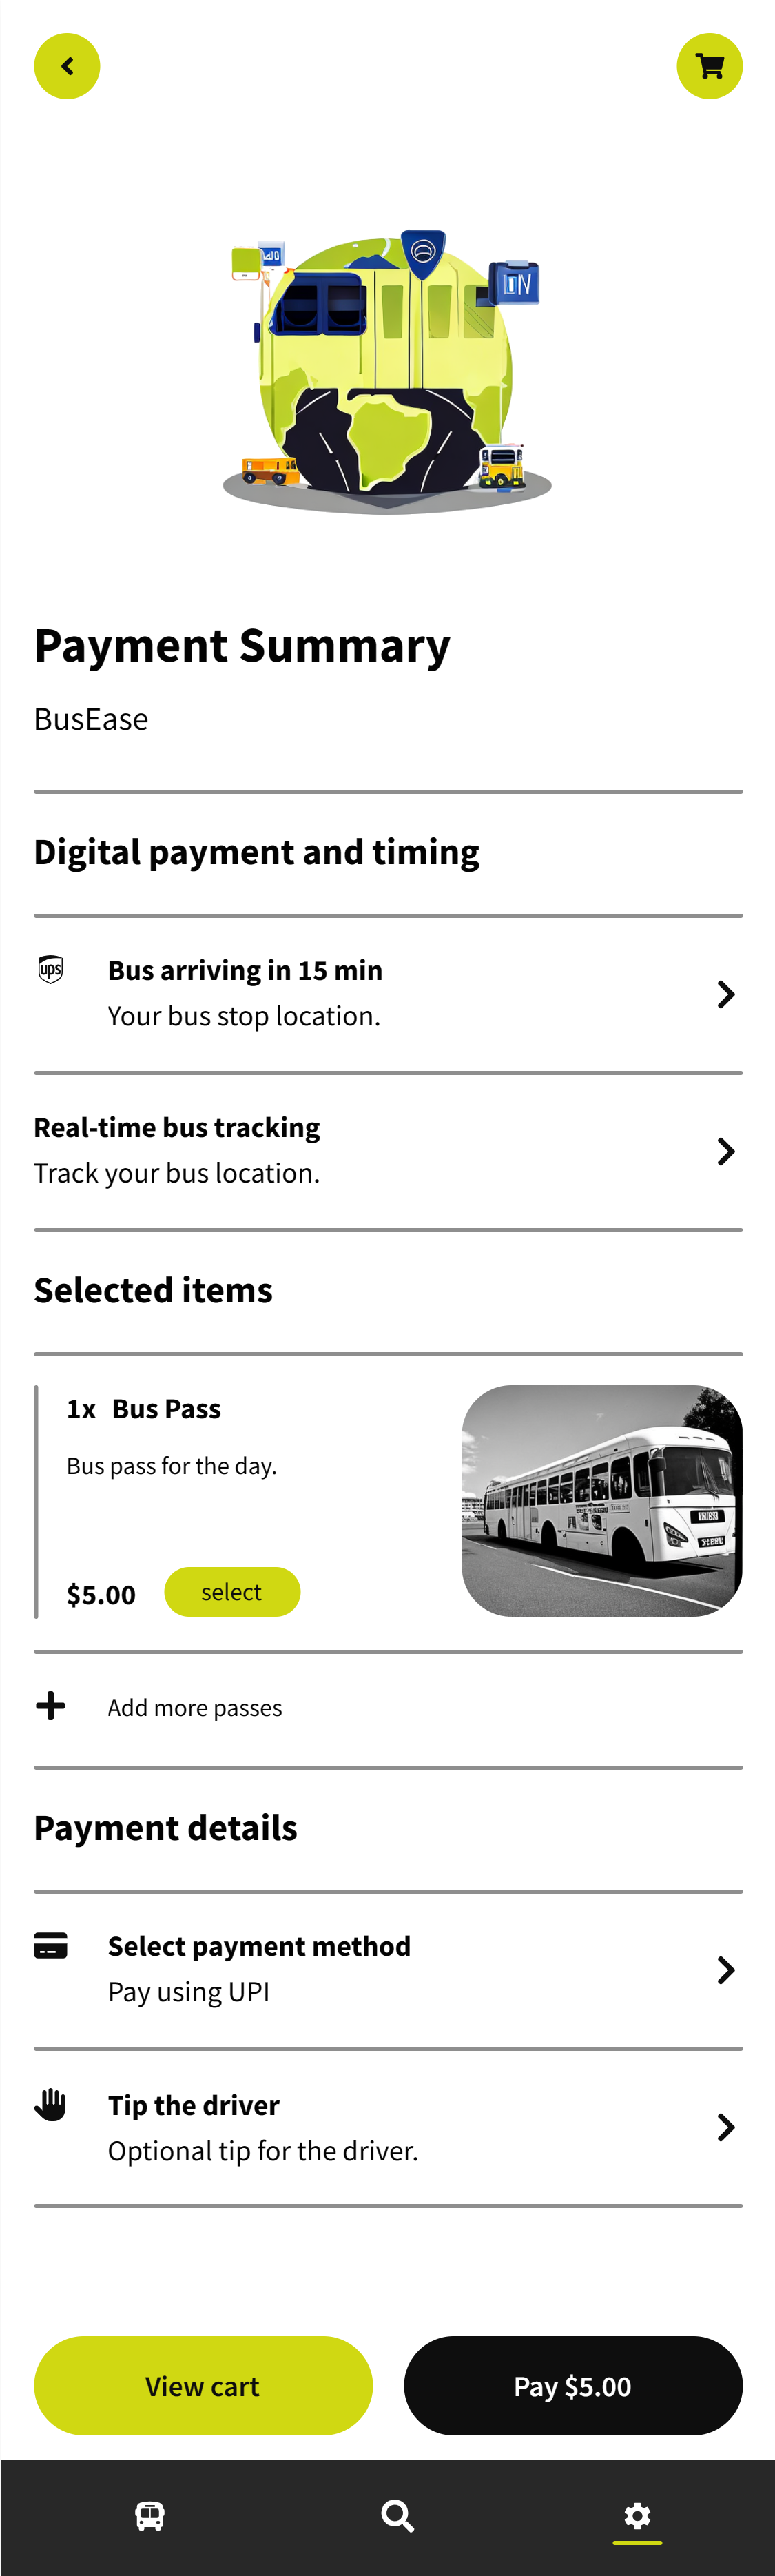 Payment Summary
BusEase
Digital payment and timing
ups
Bus arriving in 15 min
Your bus stop location.
Real-time bus tracking
Track your bus location.
Selected items
1x Bus Pass
Bus pass for the day.
$5.00
select
Add more passes
Payment details
Select payment method
Pay using UPI
Tip the driver
Optional tip for the driver.
View cart
Pay $5.00